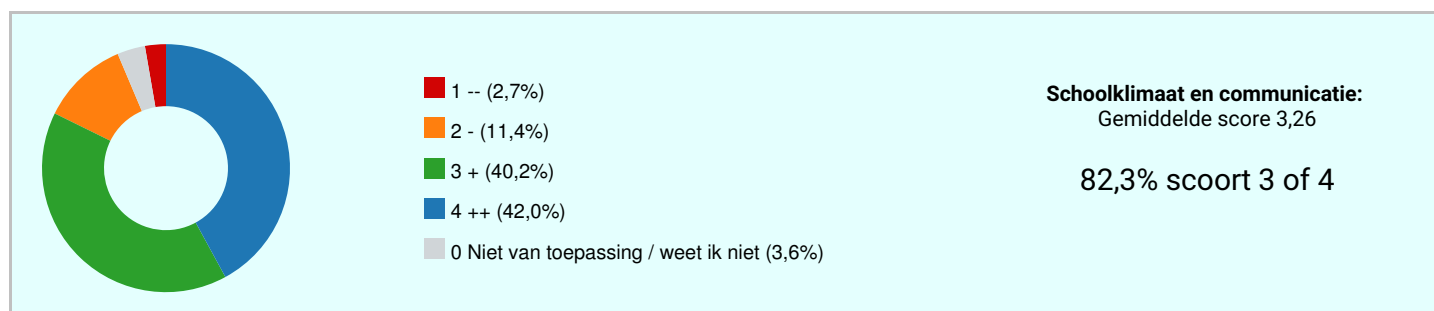 1 -- (2,7%)
2 - (11,4%)
3 + (40,2%)
4 ++ (42,0%)
0 Niet van toepassing / weet ik niet (3,6%)
Schoolklimaat en communicatie:
Gemiddelde score 3,26
82,3% scoort 3 of 4